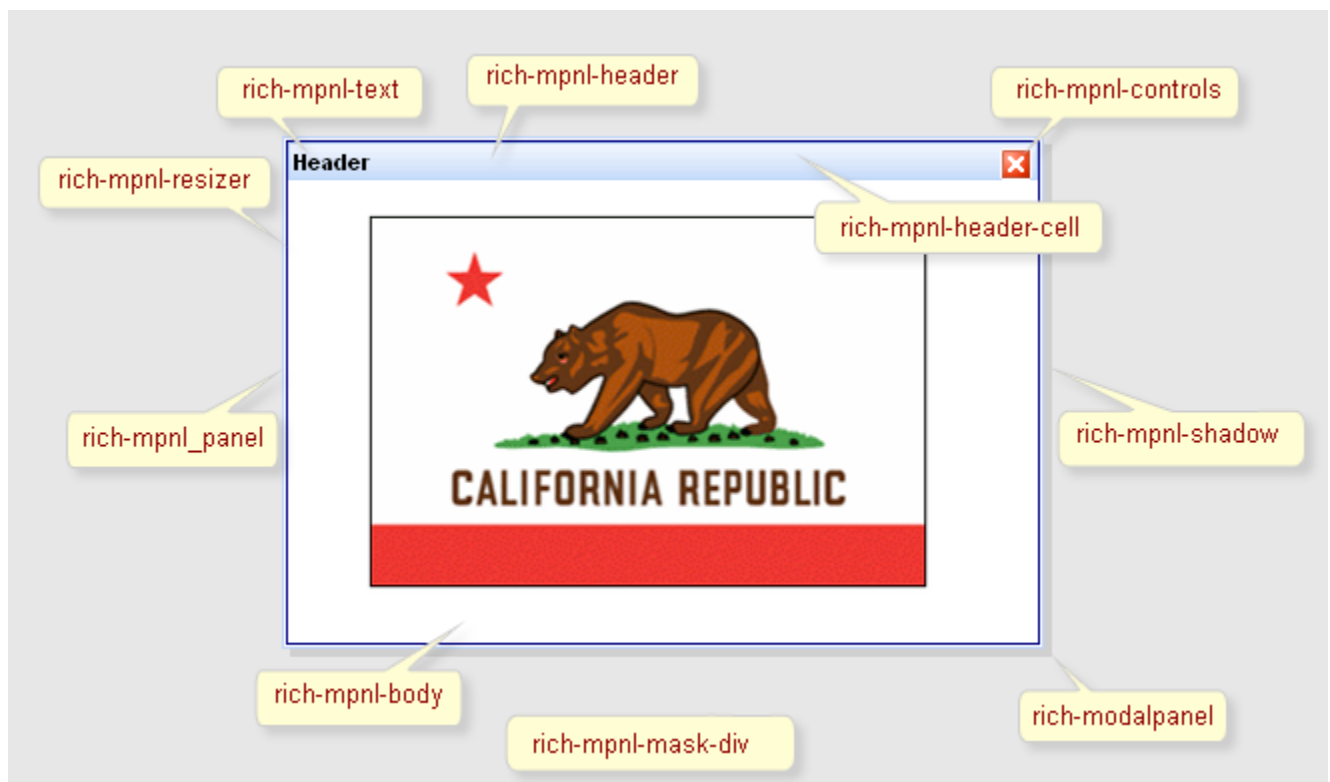 rich-mpnl-text
rich-mpnl-header
rich-mpnl-controls
Header
rich-mpnl-resizer
rich-mpnl-header-cell
CALIFORNIA REPUBLIC
rich-mpnl_panel
rich-mpnl-shadow
rich-mpnl-body
rich-modalpanel
rich-mpnl-mask-div